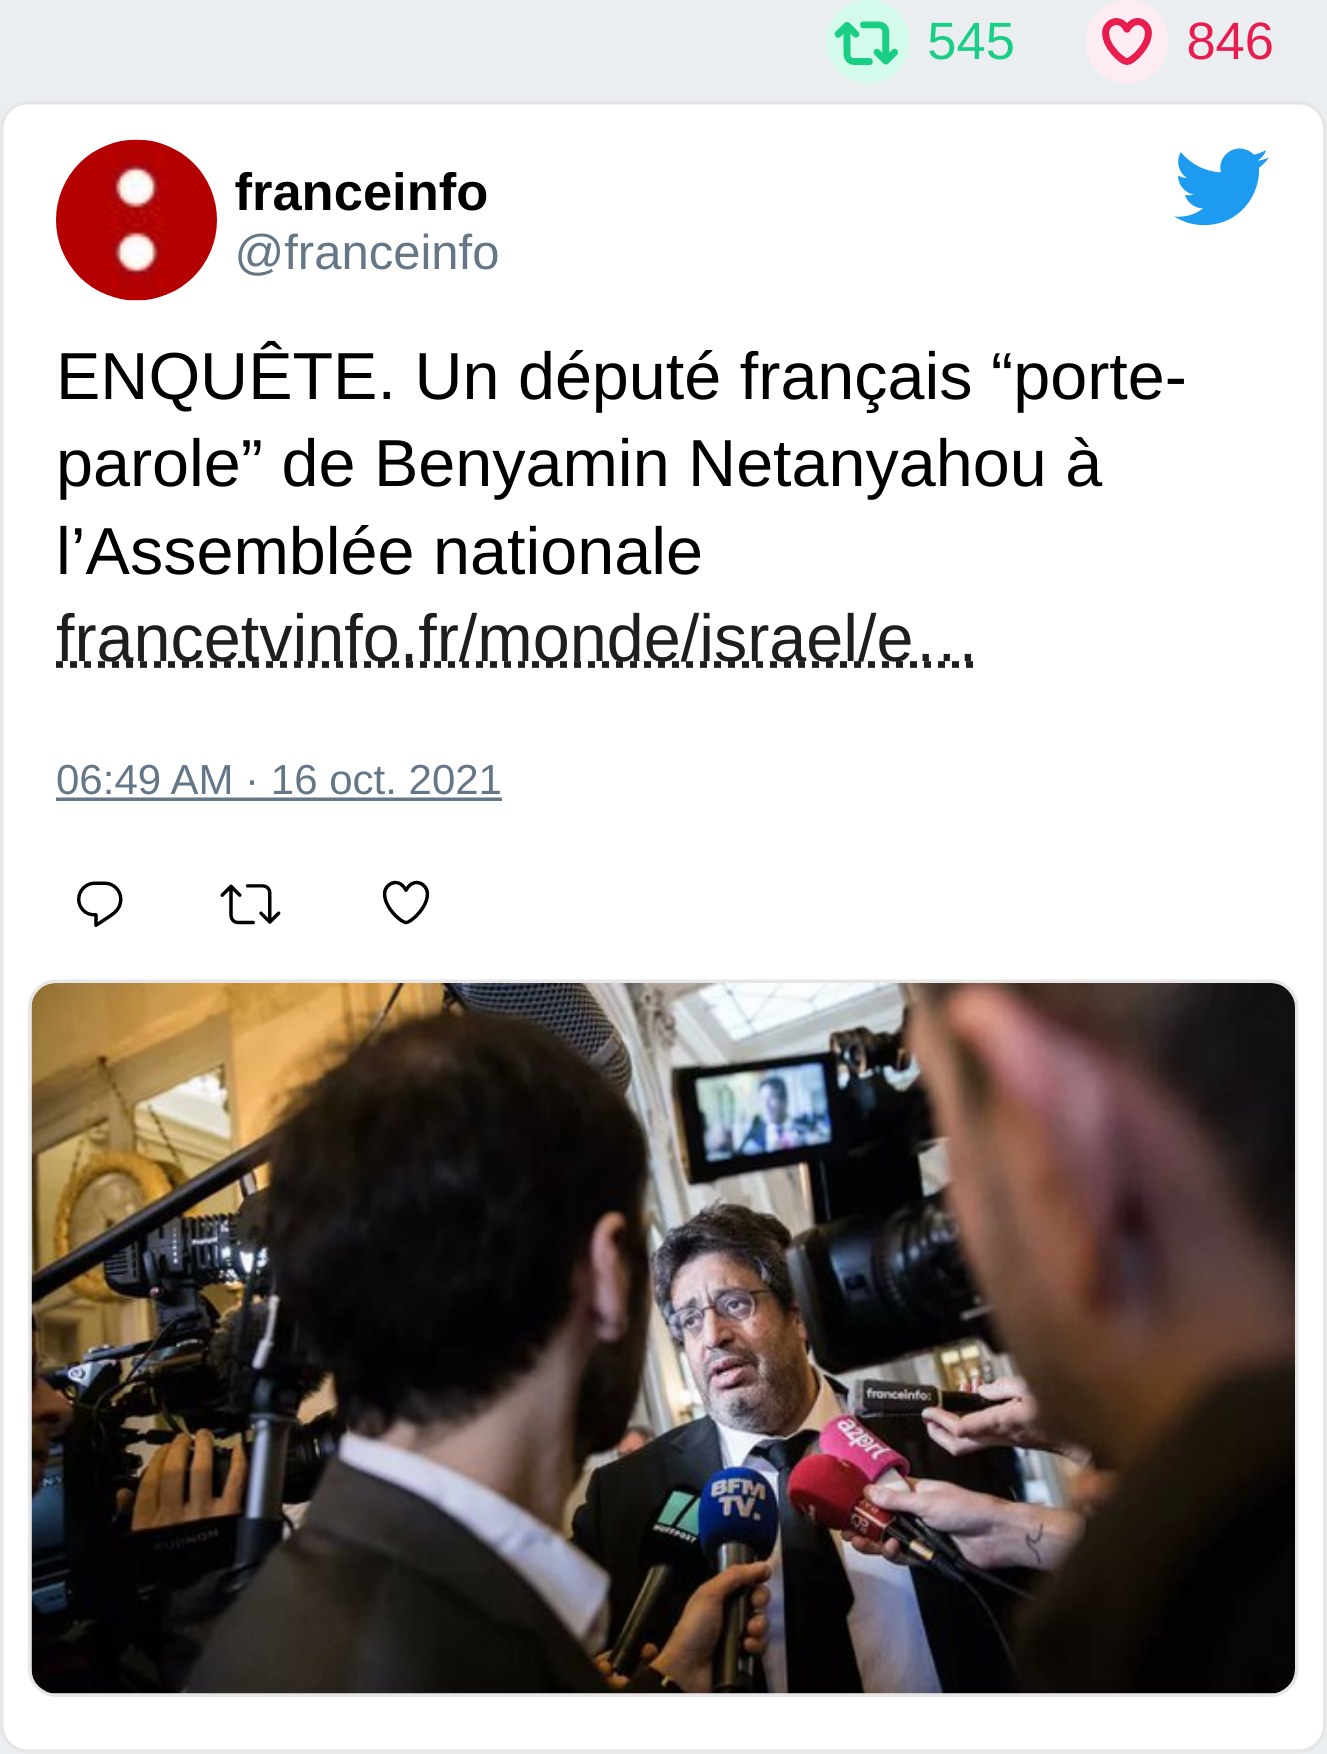 545 846
franceinfo
@franceinfo
ENQUÊTE. Un député français “porte-
parole” de Benyamin Netanyahou à
l’Assemblée nationale
francetvinfo.fr/monde/israel/e…
06:49 AM · 16 oct. 2021
franceinfo:
BFM
TV.
HUFFPOST